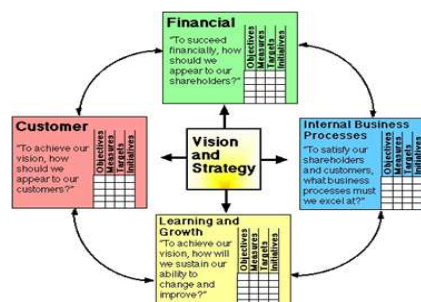 Financial
"To succeed
financially, how
should we
appear to our
shareholders?"
Objectives
Measures
Targets
Initiatives
Customer
"To achieve our
vision, how
should we
appear to our
customers?"
Objectives
Measures
Targets
Initiatives
Vision
and
Strategy
Internal Business
Processes
"To satisfy our
shareholders
and customers,
what business
processes must
we excel at?"
Objectives
Measures
Targets
Initiatives
Learning and
Growth
"To achieve our
vision, how will
we sustain our
ability to
change and
improve?"
Objectives
Measures
Targets
Initiatives